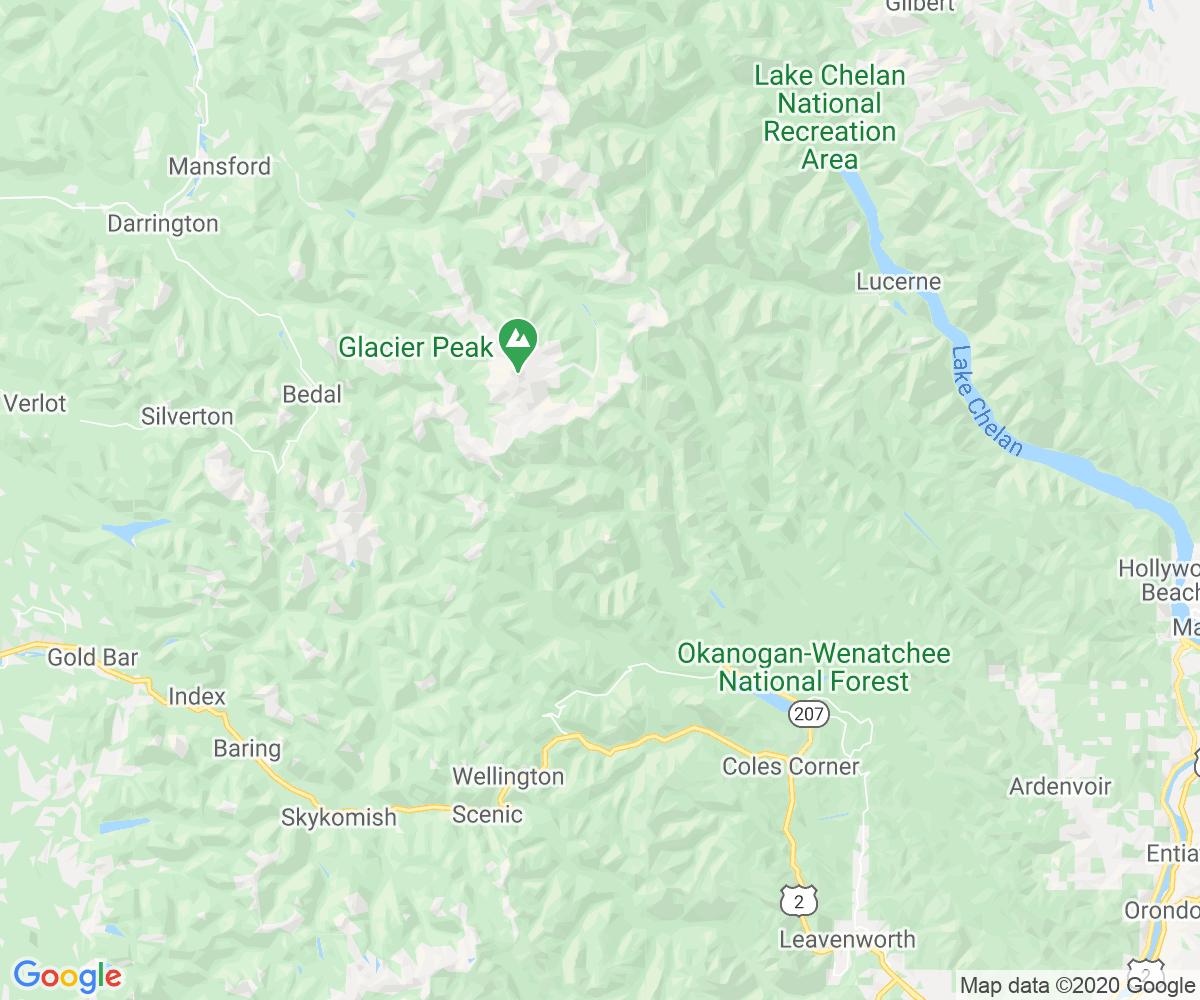 Gilbert
Lake Chelan
National
Recreation
Area
Mansford
Darrington
Lucerne
Glacier Peak
Lake Chelan
Bedal
Verlot
Silverton
Hollywo
Beach
Ma
Okanogan-Wenatchee
National Forest
Gold Bar
Index
207
Baring
Wellington
Coles Corner
Ardenvoir
Skykomish
Scenic
Entia
2
Orondo
Leavenworth
2
Google
Map data ©2020 Google